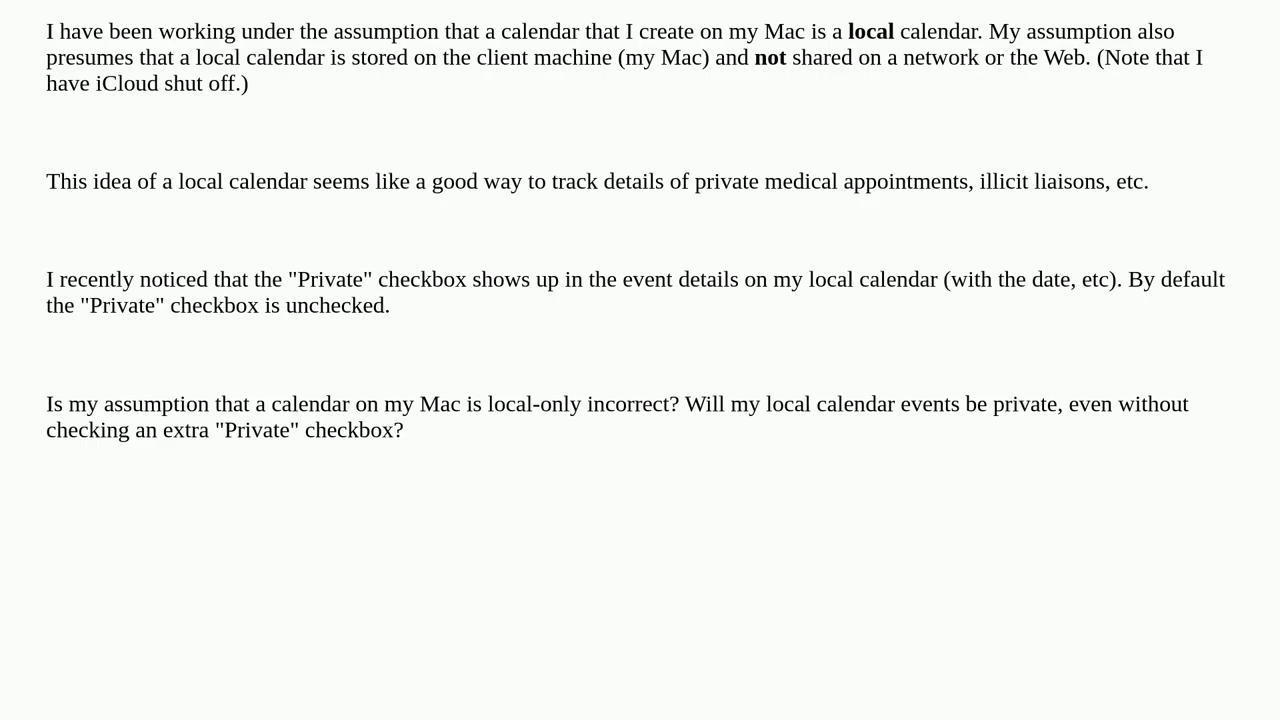 I have been working under the assumption that a calendar that I create on my Mac is a local calendar. My assumption also
presumes that a local calendar is stored on the client machine (my Mac) and not shared on a network or the Web. (Note that I
have iCloud shut off.)
This idea of a local calendar seems like a good way to track details of private medical appointments, illicit liaisons, etc.
I recently noticed that the "Private" checkbox shows up in the event details on my local calendar (with the date, etc). By default
the "Private" checkbox is unchecked.
Is my assumption that a calendar on my Mac is local-only incorrect? Will my local calendar events be private, even without
checking an extra "Private" checkbox?